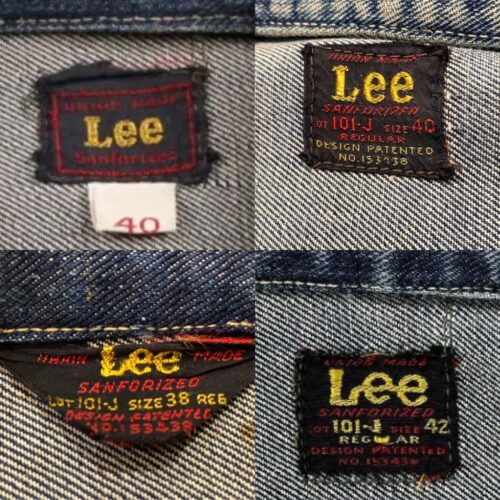 UNION MADE
Lee
Sanforized
40
UNION MADE
Lee
SANFORIZED
LOT 101-J SIZE 40
REGULAR
DESIGN PATENTED
NO.153438
UNION MADE
Lee
SANFORIZED
LOT 101-J SIZE 38 REG
DESIGN PATENTED
NO.153438
UNION MADE
Lee
SANFORIZED
LOT 101-J SIZE 42
REGULAR
DESIGN PATENTED
NO.153438